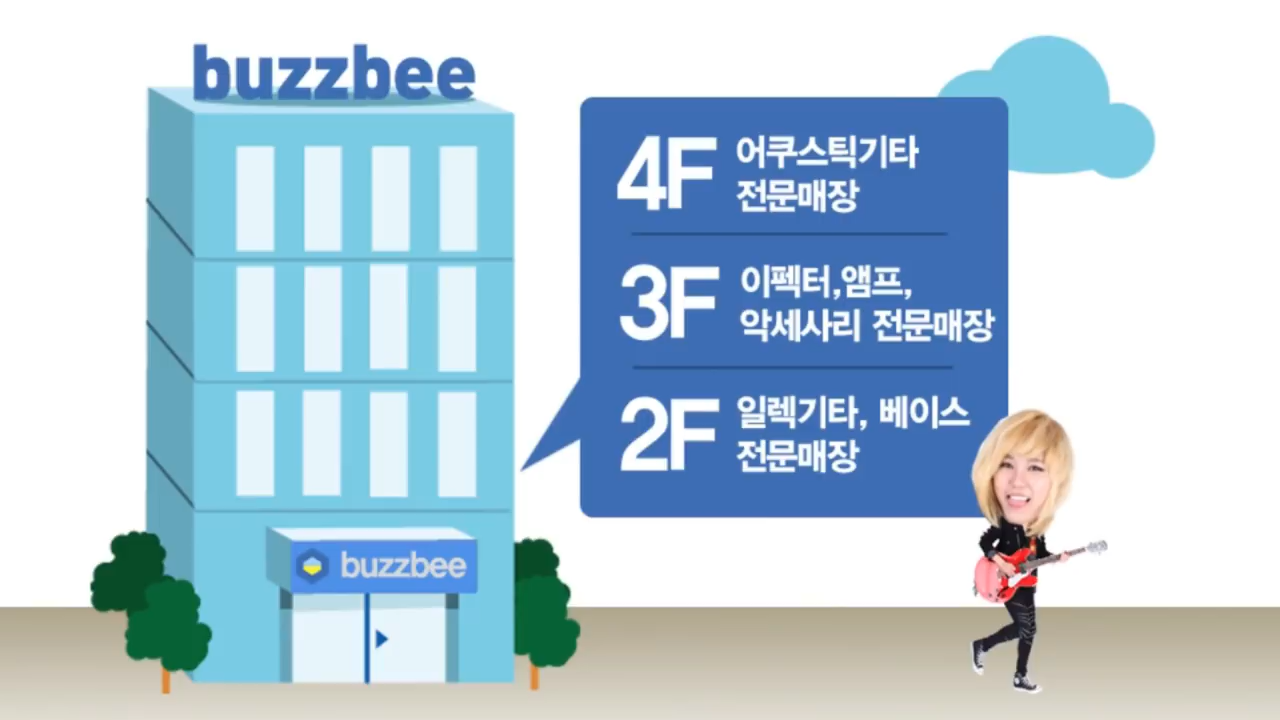 buzzbee
4F
어쿠스틱기타
전문매장
3F
이펙터,앰프,
악세사리 전문매장
2F
일렉기타, 베이스
전문매장
buzzbee